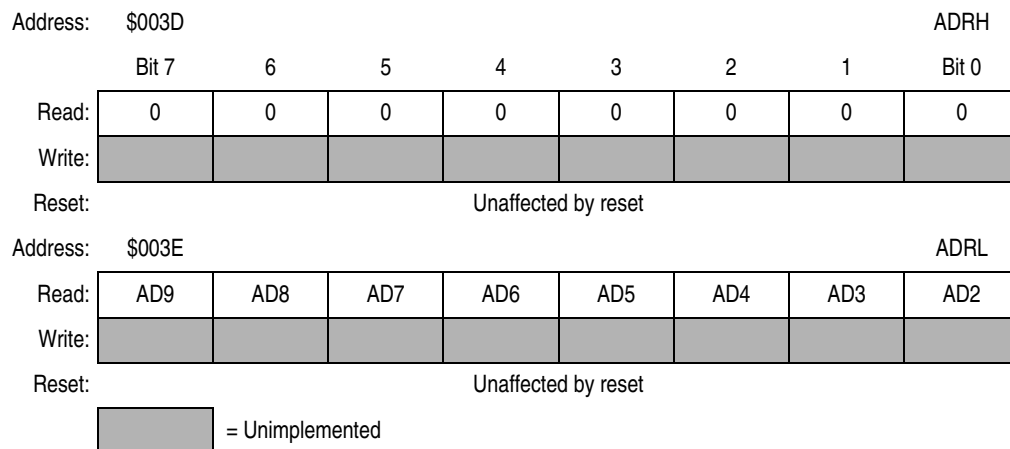 Address: $003D ADRH
Bit 7 6 5 4 3 2 1 Bit 0
Read: 0 0 0 0 0 0 0 0
Write:
Reset: Unaffected by reset
Address: $003E ADRL
Read: AD9 AD8 AD7 AD6 AD5 AD4 AD3 AD2
Write:
Reset: Unaffected by reset
= Unimplemented